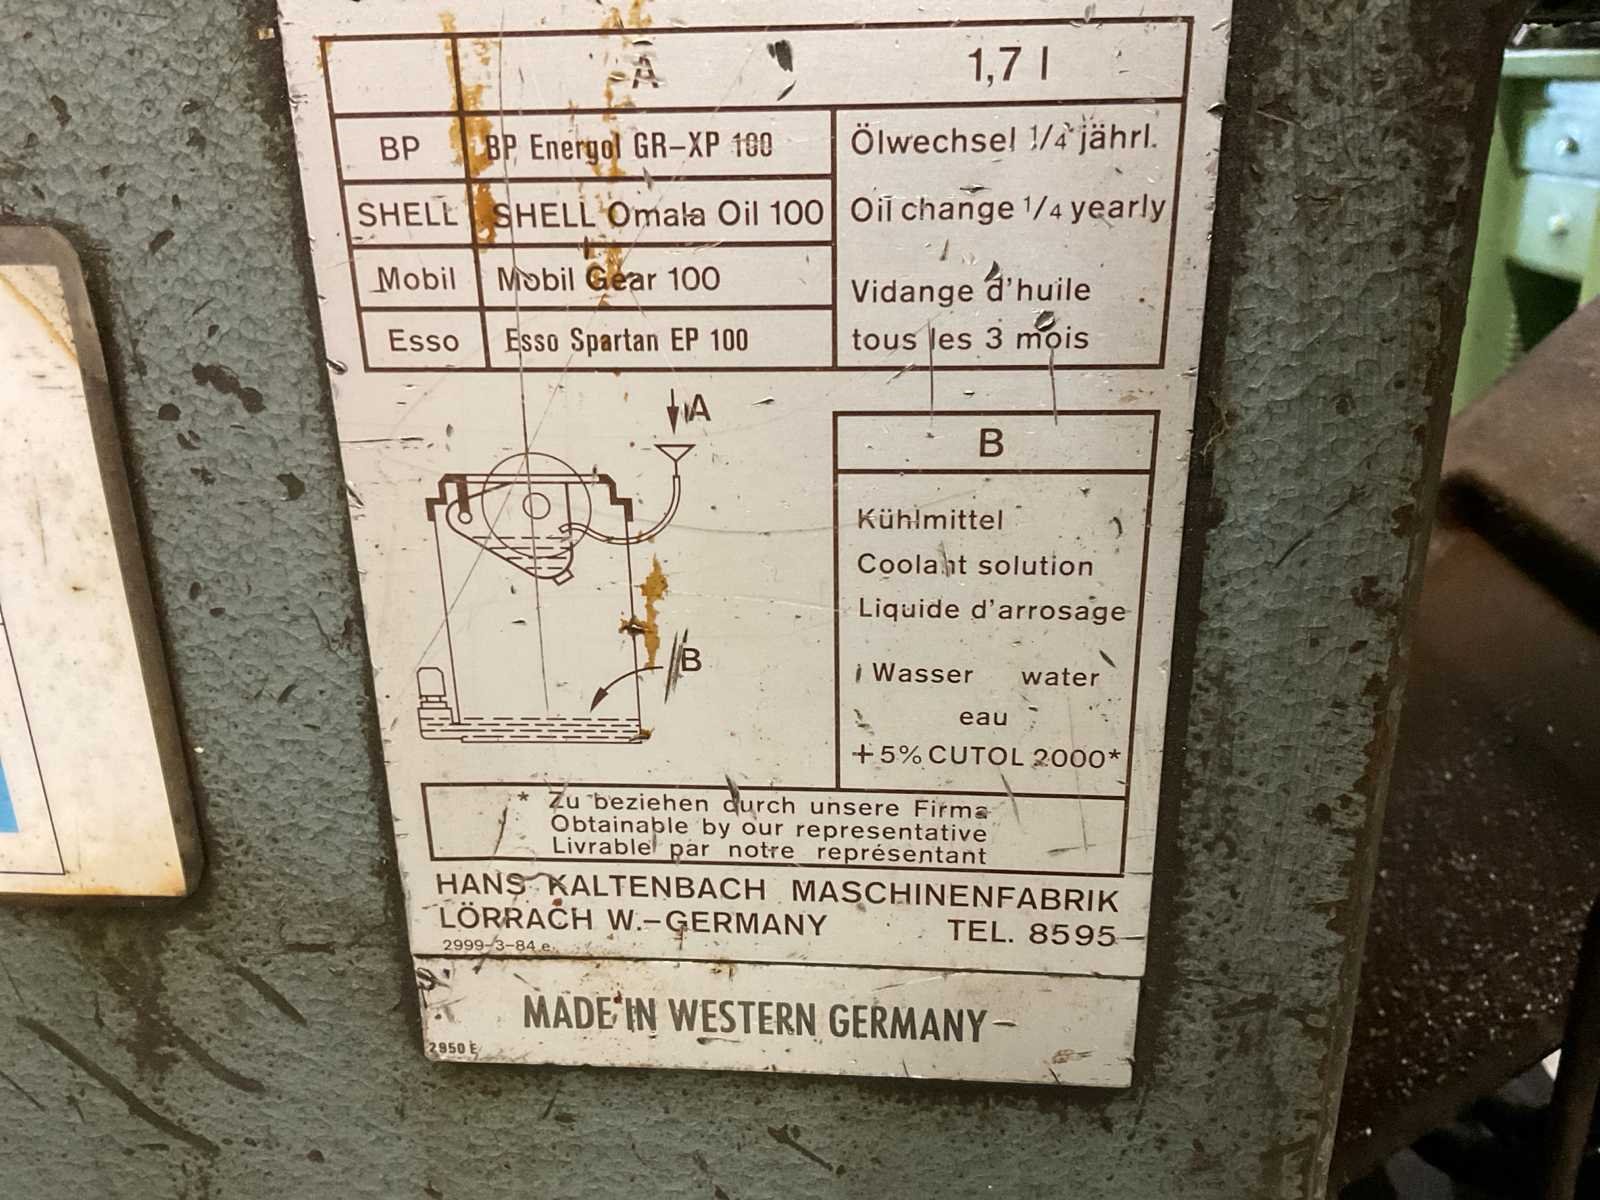 A 1,7 l
BP BP Energol GR-XP 100
SHELL SHELL Omala Oil 100
Mobil Mobil Gear 100
Esso Esso Spartan EP 100
Ölwechsel 1/4 jährl.
Oil change 1/4 yearly
Vidange d'huile
tous les 3 mois
A
B
B
Kühlmittel
Coolant solution
Liquide d'arrosage
Wasser water
eau
+5% CUTOL 2000*
* Zu beziehen durch unsere Firma
Obtainable by our representative
Livrable par notre représentant
HANS KALTENBACH MASCHINENFABRIK
LÖRRACH W.-GERMANY TEL. 8595
2999-3-84 e.
MADE IN WESTERN GERMANY
2950 E